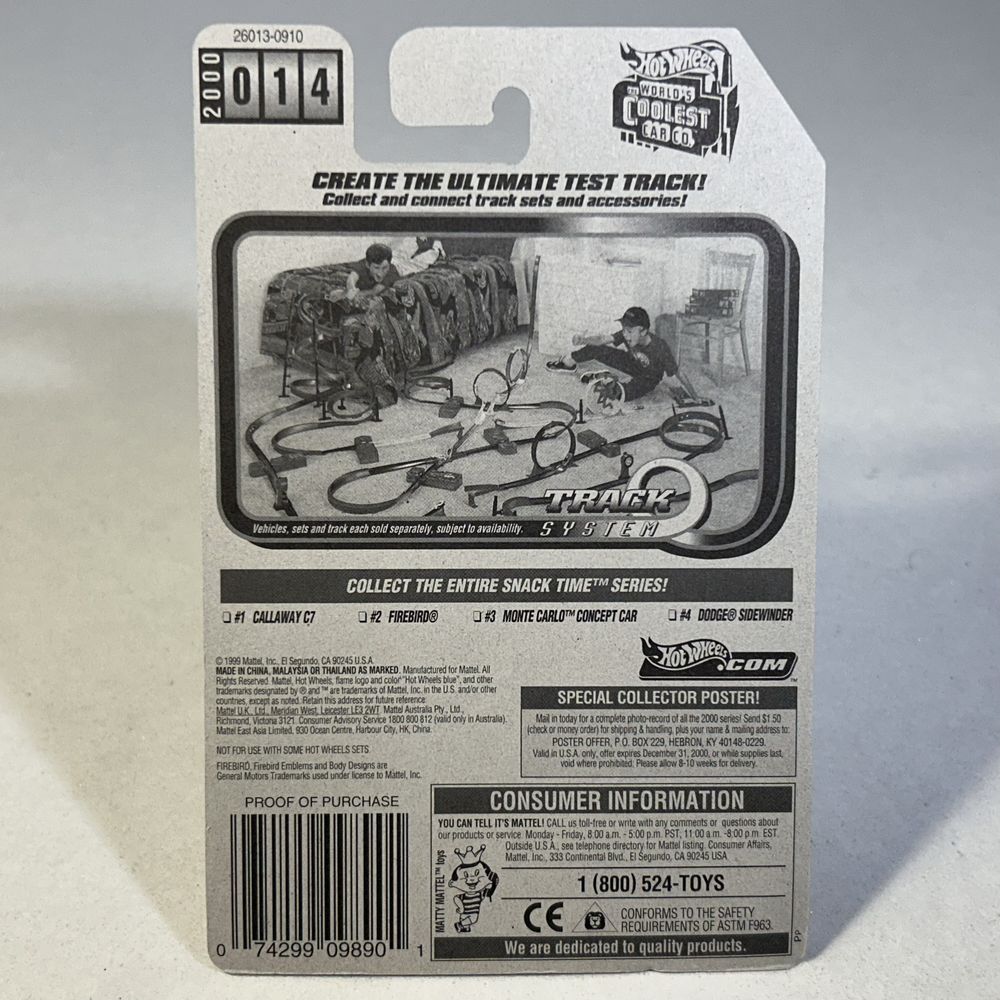 26013-0910
2000
014
HOT WHEELS
THE WORLD'S
COOLEST
CAR CO.
CREATE THE ULTIMATE TEST TRACK!
Collect and connect track sets and accessories!
TRACK
SYSTEM
Vehicles, sets and track each sold separately, subject to availability.
COLLECT THE ENTIRE SNACK TIME™ SERIES!
❑ #1 CALLAWAY C7 ❑ #2 FIREBIRD® ❑ #3 MONTE CARLO™ CONCEPT CAR ❑ #4 DODGE® SIDEWINDER
© 1999 Mattel, Inc., El Segundo, CA 90245 U.S.A.
MADE IN CHINA, MALAYSIA OR THAILAND AS MARKED. Manufactured for Mattel. All
Rights Reserved. Mattel, Hot Wheels, flame logo and color "Hot Wheels blue", and other
trademarks designated by ® and ™ are trademarks of Mattel, Inc. in the U.S. and/or other
countries, except as noted. Retain this address for future reference:
Mattel U.K., Ltd., Meridian West, Leicester LE3 2WT. Mattel Australia Pty., Ltd.,
Richmond, Victoria 3121. Consumer Advisory Service 1800 800 812 (valid only in Australia).
Mattel East Asia Limited, 930 Ocean Centre, Harbour City, HK, China.
NOT FOR USE WITH SOME HOT WHEELS SETS.
FIREBIRD, Firebird Emblems and Body Designs are
General Motors Trademarks used under license to Mattel, Inc.
HOT WHEELS.COM™
SPECIAL COLLECTOR POSTER!
Mail in today for a complete photo-record of all the 2000 series! Send $1.50
(check or money order) for shipping & handling, plus your name & mailing address to:
POSTER OFFER, P.O. BOX 229, HEBRON, KY 40148-0229.
Valid in U.S.A. only, offer expires December 31, 2000, or while supplies last,
void where prohibited. Please allow 8-10 weeks for delivery.
PROOF OF PURCHASE
0 74299 09890 1
CONSUMER INFORMATION
YOU CAN TELL IT'S MATTEL! CALL us toll-free or write with any comments or questions about
our products or service. Monday - Friday, 8:00 a.m. - 5:00 p.m. PST, 11:00 a.m. -8:00 p.m. EST.
Outside U.S.A., see telephone directory for Mattel listing. Consumer Affairs,
Mattel, Inc., 333 Continental Blvd., El Segundo, CA 90245 USA
MATTY MATTEL™ toys
1 (800) 524-TOYS
CE
CONFORMS TO THE SAFETY
REQUIREMENTS OF ASTM F963.
We are dedicated to quality products.
P.P.